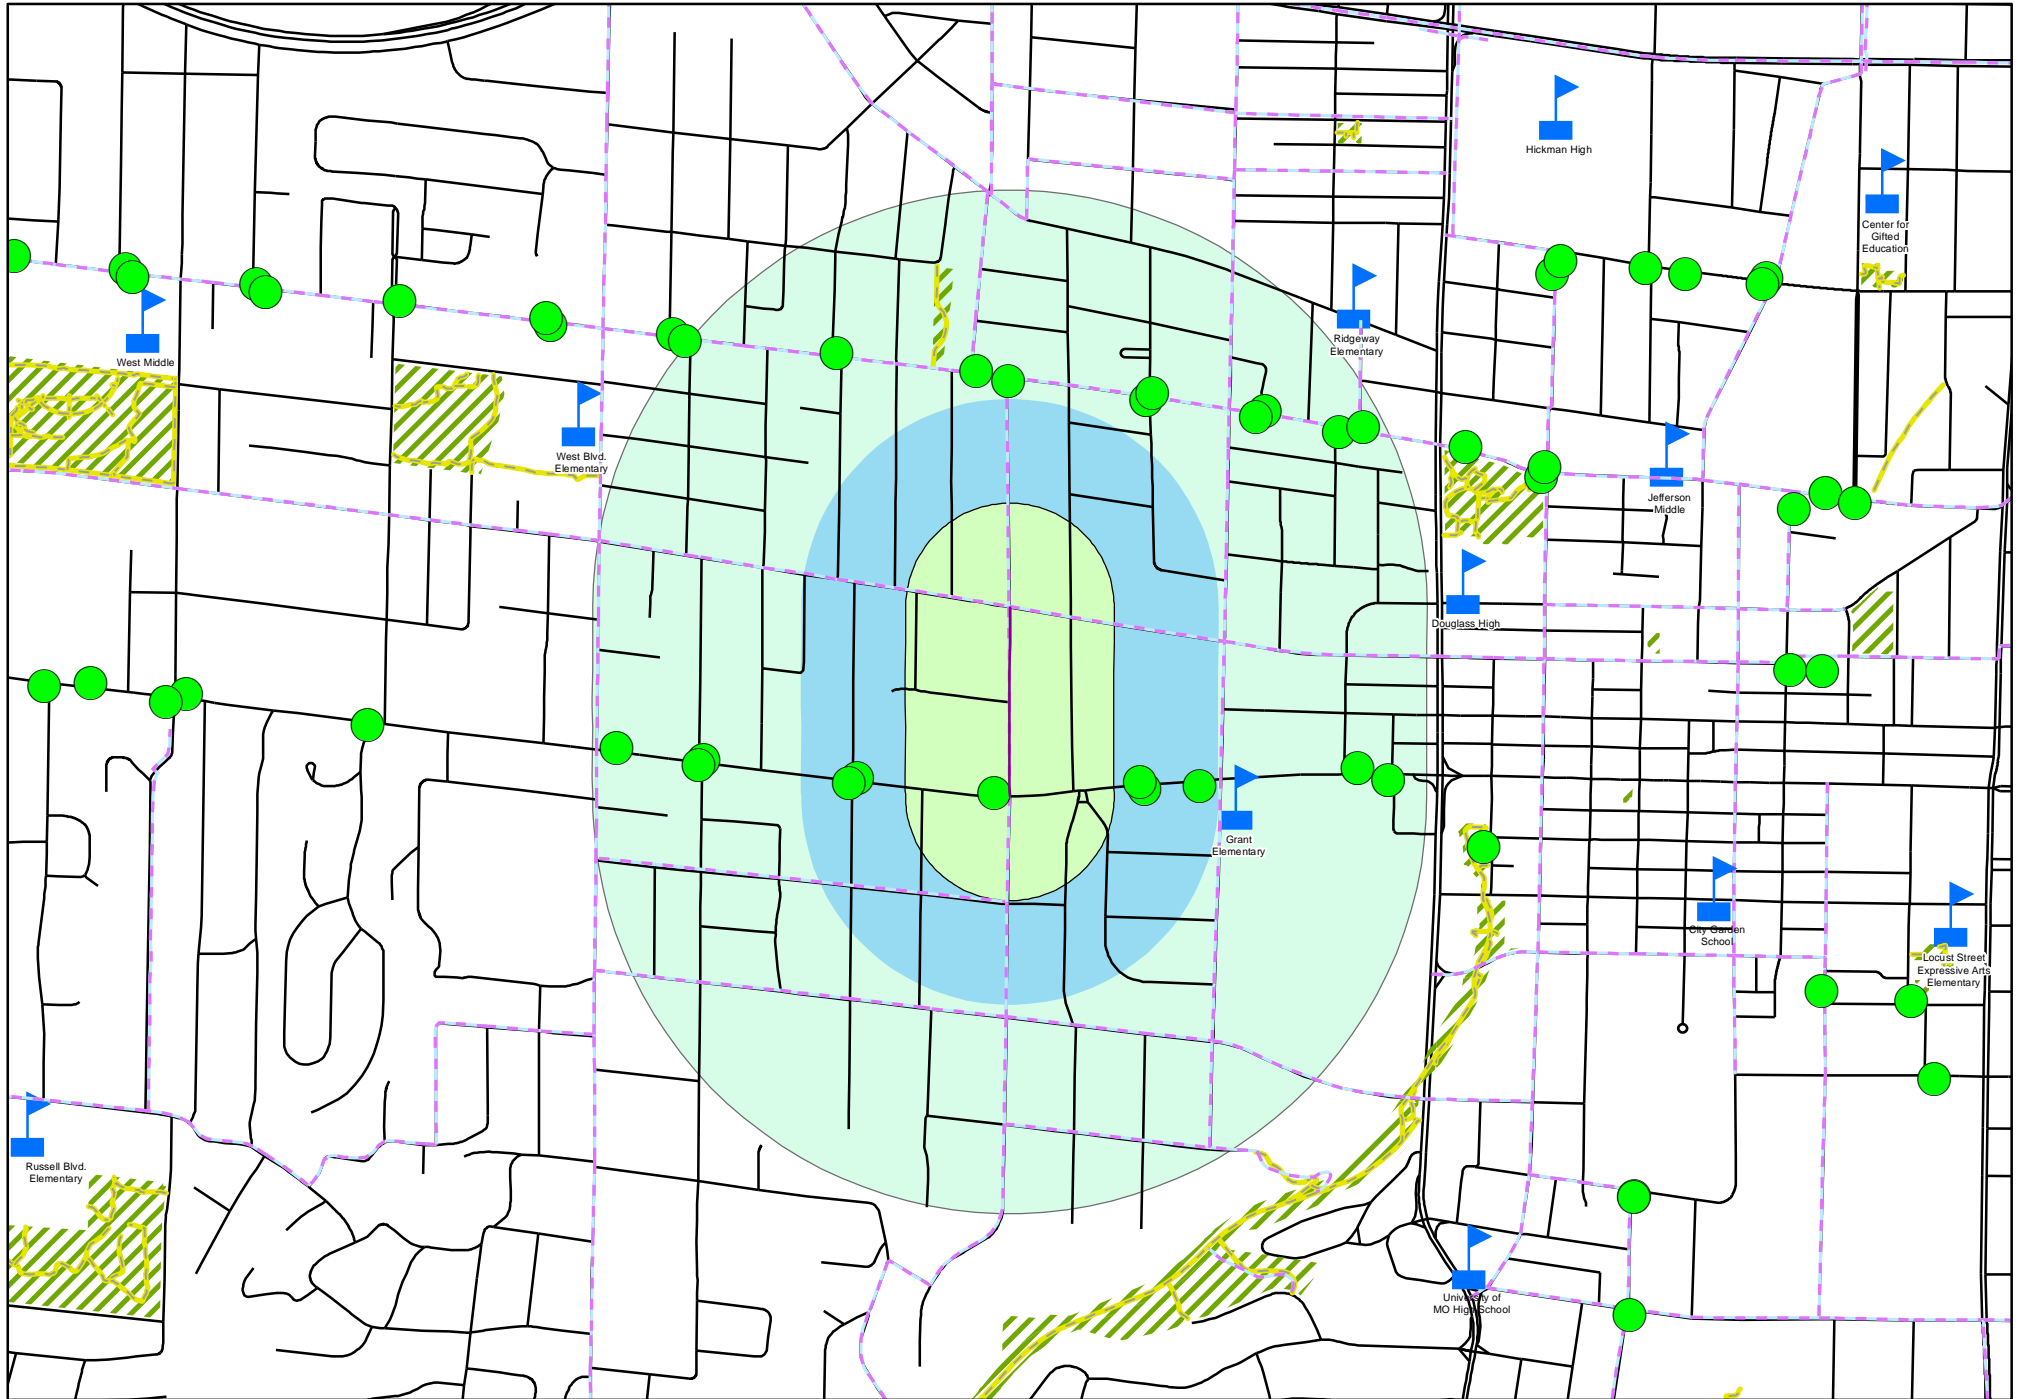 Hickman High
Center for
Gifted
Education
Ridgeway
Elementary
West Middle
West Blvd.
Elementary
Jefferson
Middle
Douglass High
Grant
Elementary
City Garden
School
Locust Street
Expressive Arts
Elementary
Russell Blvd.
Elementary
University of
MO High School